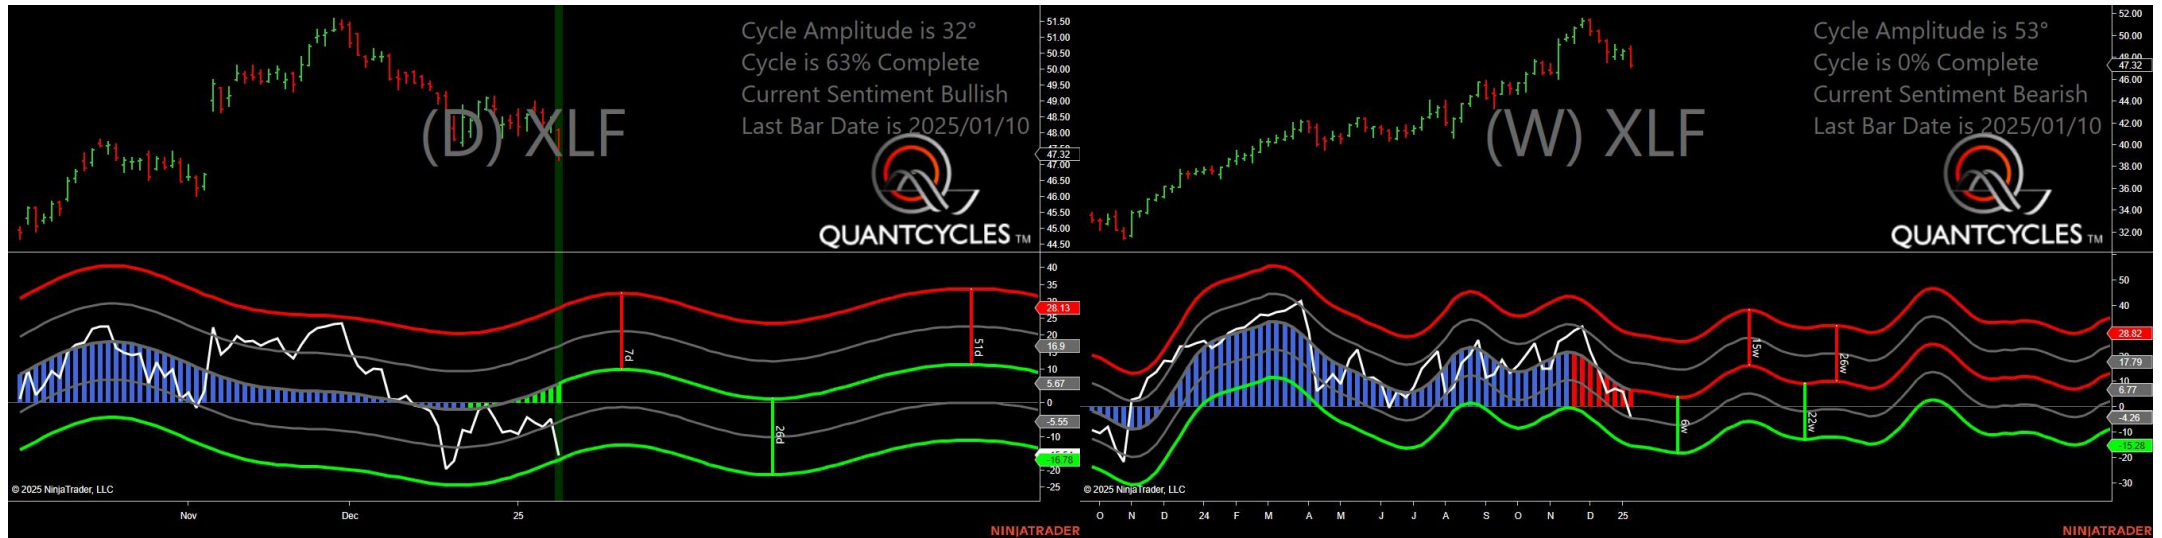 Cycle Amplitude is 32°
Cycle is 63% Complete
Current Sentiment Bullish
Last Bar Date is 2025/01/10
(D) XLF
QUANTCYCLES TM
51.50
51.00
50.50
50.00
49.50
49.00
48.50
48.00
47.32
47.00
46.50
46.00
45.50
45.00
44.50
40
35
28.13
25
20
16.9
10
5.67
0
-5.55
-10
-16.78
-20
-25
7d
26d
51d
© 2025 NinjaTrader, LLC
Nov
Dec
25
NINJATRADER
Cycle Amplitude is 53°
Cycle is 0% Complete
Current Sentiment Bearish
Last Bar Date is 2025/01/10
(W) XLF
QUANTCYCLES TM
52.00
50.00
47.32
46.00
44.00
42.00
40.00
38.00
36.00
34.00
32.00
50
40
28.82
17.79
10
6.77
0
-4.26
-10
-15.28
-20
-30
6w
15w
22w
26w
© 2025 NinjaTrader, LLC
O N D 24 F M A M J J A S O N D 25
NINJATRADER